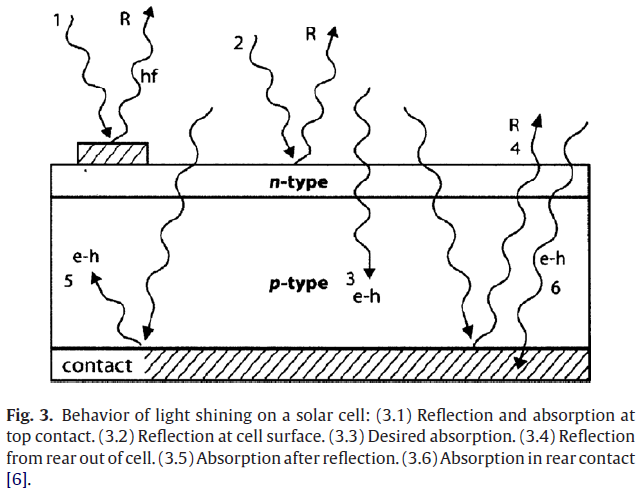 1
R
hf
2
R
R
4
n-type
e-h
5
p-type
3
e-h
e-h
6
contact
Fig. 3. Behavior of light shining on a solar cell: (3.1) Reflection and absorption at
top contact. (3.2) Reflection at cell surface. (3.3) Desired absorption. (3.4) Reflection
from rear out of cell. (3.5) Absorption after reflection. (3.6) Absorption in rear contact
[6].